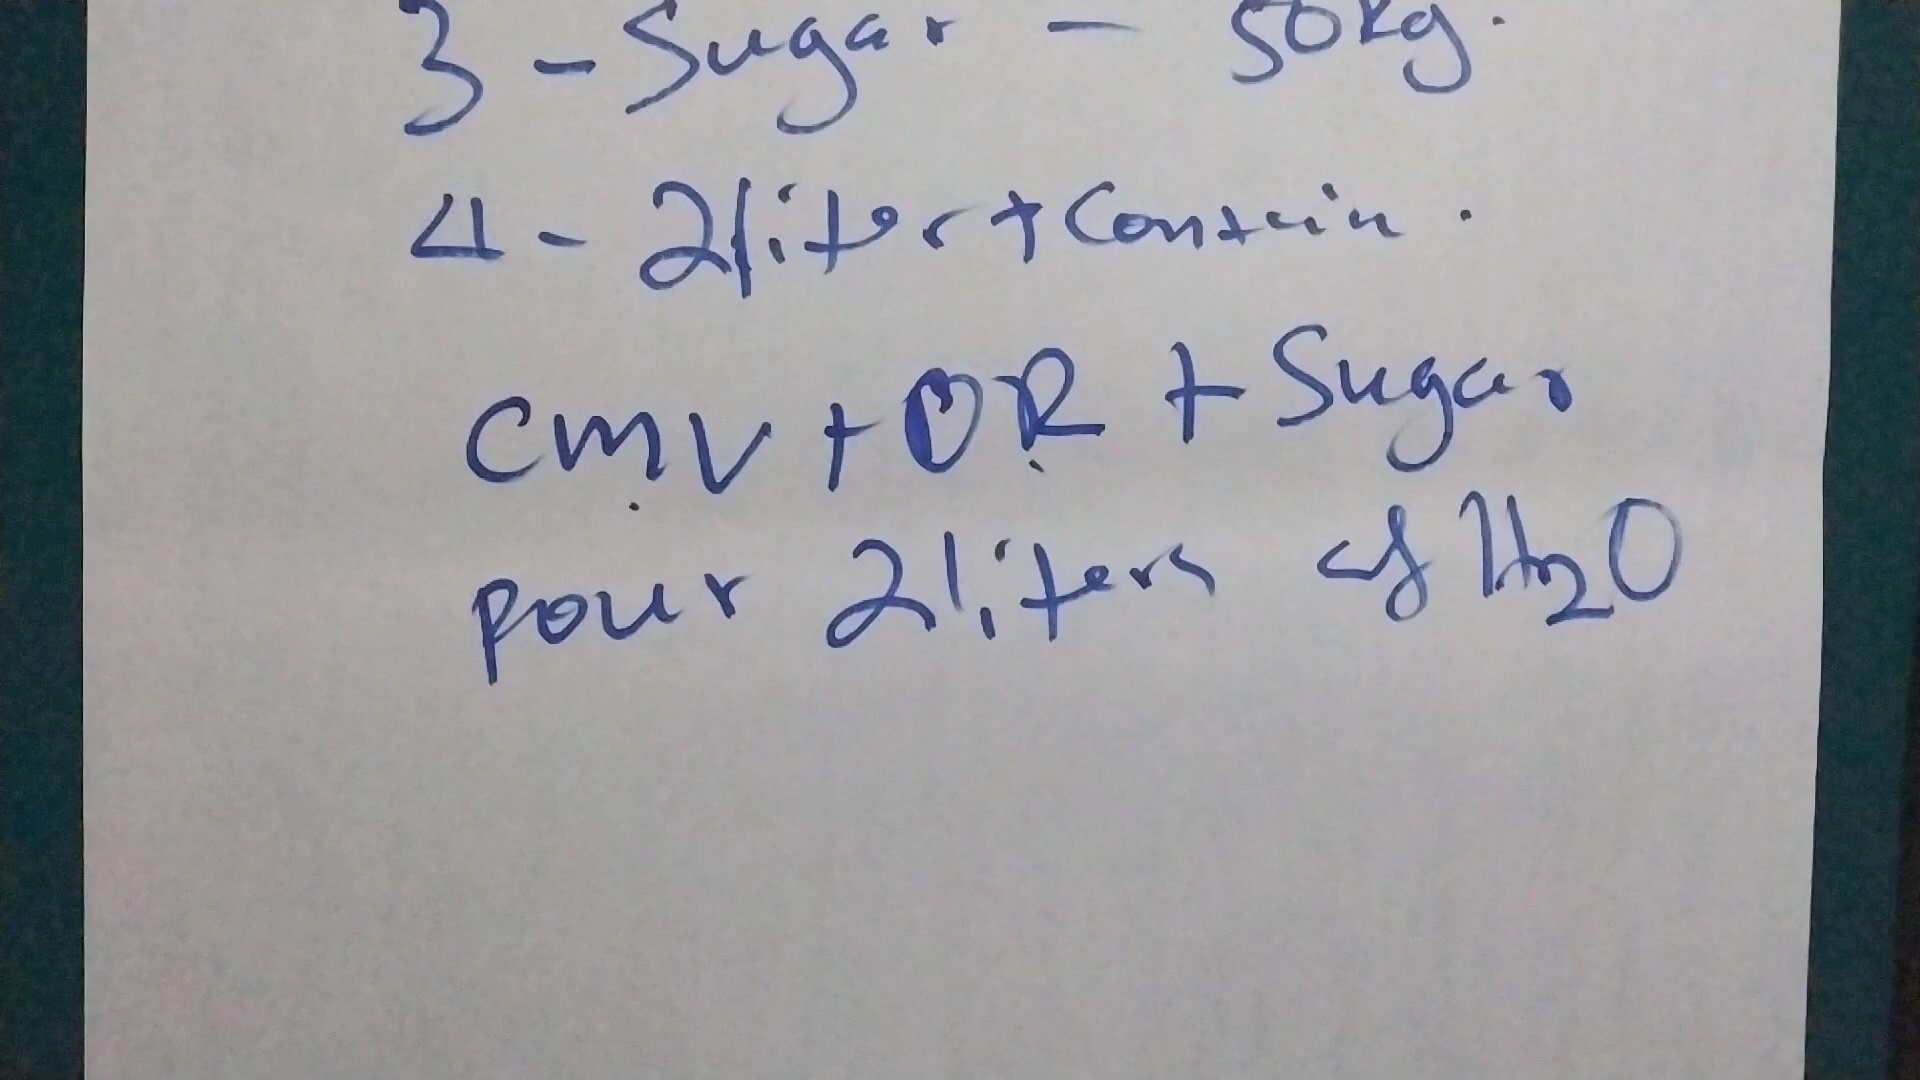 3 - Sugar - 50kg.
4 - 2liter + Contain.
CMV + OR + Sugar
pour 2liters of H2O